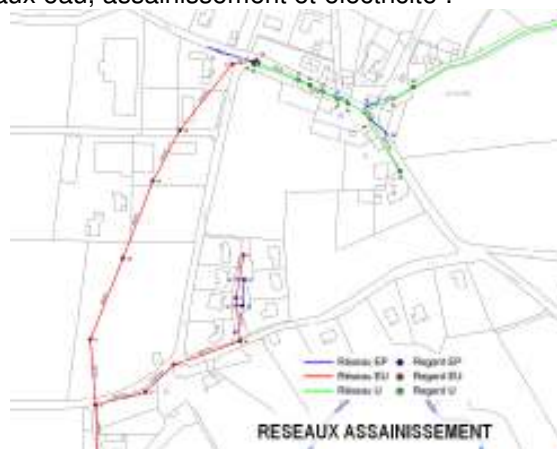 aux eau, assainissement et électricité :
Réseau EP Regard EP
Réseau EU Regard EU
Réseau U Regard U
RESEAUX ASSAINISSEMENT